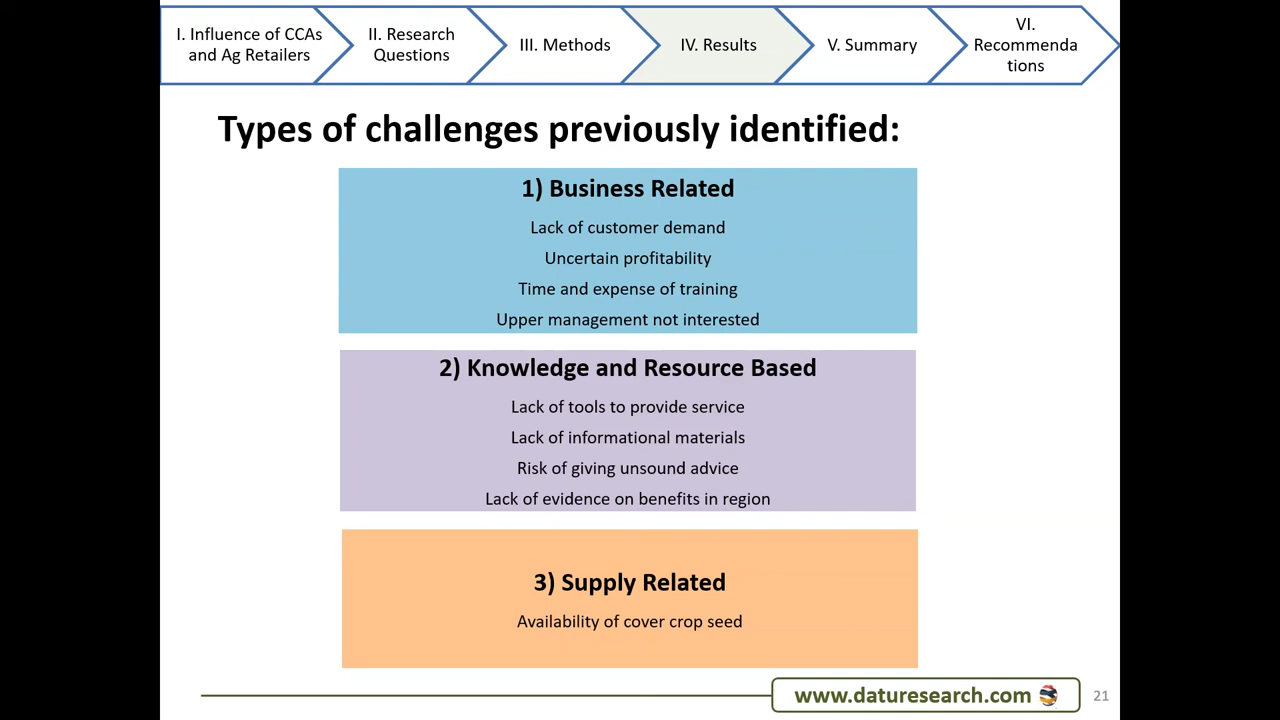 I. Influence of CCAs
and Ag Retailers
II. Research
Questions
III. Methods
IV. Results
V. Summary
VI.
Recommenda
tions
Types of challenges previously identified:
1) Business Related
Lack of customer demand
Uncertain profitability
Time and expense of training
Upper management not interested
2) Knowledge and Resource Based
Lack of tools to provide service
Lack of informational materials
Risk of giving unsound advice
Lack of evidence on benefits in region
3) Supply Related
Availability of cover crop seed
www.daturesearch.com
21